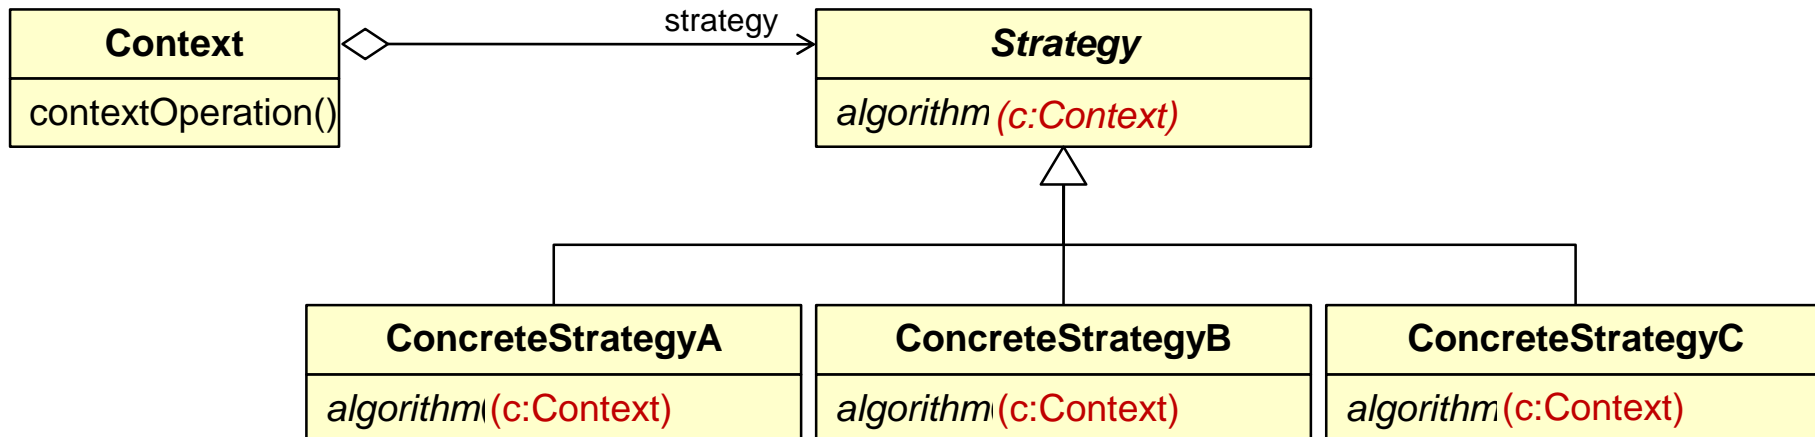 strategy
Context
Strategy
contextOperation()
algorithm (c:Context)
ConcreteStrategyA
ConcreteStrategyB
ConcreteStrategyC
algorithm(c:Context)
algorithm(c:Context)
algorithm(c:Context)